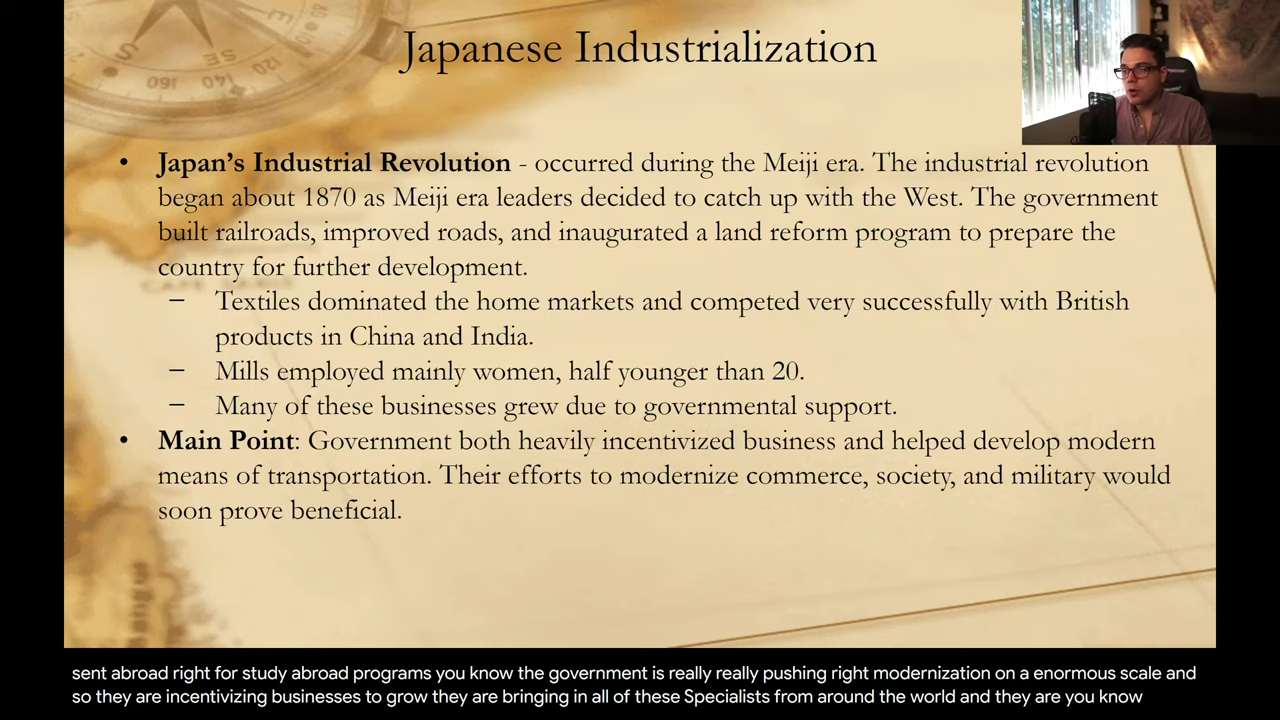 Japanese Industrialization
• Japan’s Industrial Revolution - occurred during the Meiji era. The industrial revolution
began about 1870 as Meiji era leaders decided to catch up with the West. The government
built railroads, improved roads, and inaugurated a land reform program to prepare the
country for further development.
– Textiles dominated the home markets and competed very successfully with British
products in China and India.
– Mills employed mainly women, half younger than 20.
– Many of these businesses grew due to governmental support.
• Main Point: Government both heavily incentivized business and helped develop modern
means of transportation. Their efforts to modernize commerce, society, and military would
soon prove beneficial.
sent abroad right for study abroad programs you know the government is really really pushing right modernization on a enormous scale and
so they are incentivizing businesses to grow they are bringing in all of these Specialists from around the world and they are you know